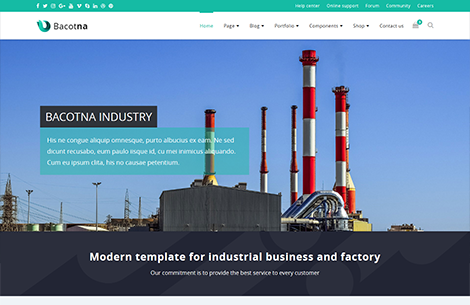 Help center Online support Forum Community Careers
Bacotna
Home Page Blog Portfolio Components Shop Contact us
BACOTNA INDUSTRY
His ne congue aliquip omnesque, purto albucius ex eam. Ne sed
dicunt recusabo, eum paulo iisque id, cu mei inimicus aliquando.
Cum eu ipsum clita, his no causae petentium.
Modern template for industrial business and factory
Our commitment is to provide the best service to every customer